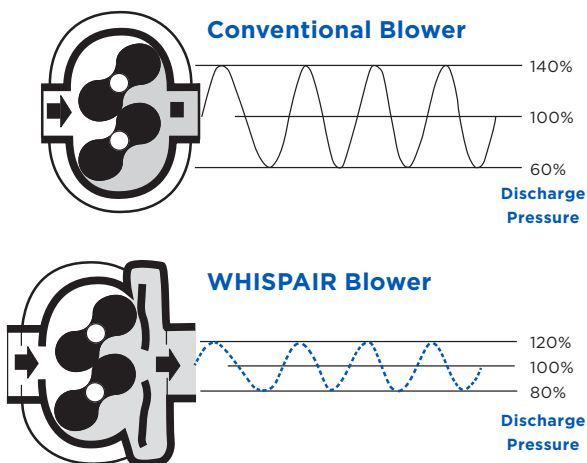 Conventional Blower
140%
100%
60%
Discharge
Pressure
WHISPAIR Blower
120%
100%
80%
Discharge
Pressure